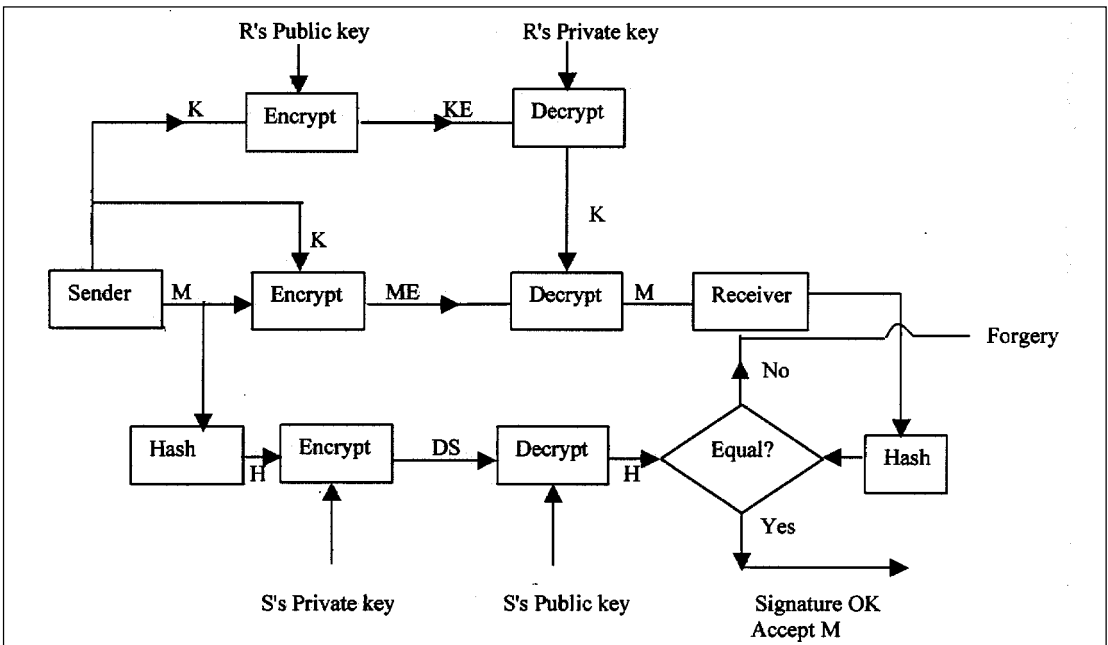 R's Public key
R's Private key
K
Encrypt
KE
Decrypt
K
K
Sender
M
Encrypt
ME
Decrypt
M
Receiver
Forgery
No
Hash
H
Encrypt
DS
Decrypt
H
Equal?
Hash
Yes
S's Private key
S's Public key
Signature OK
Accept M